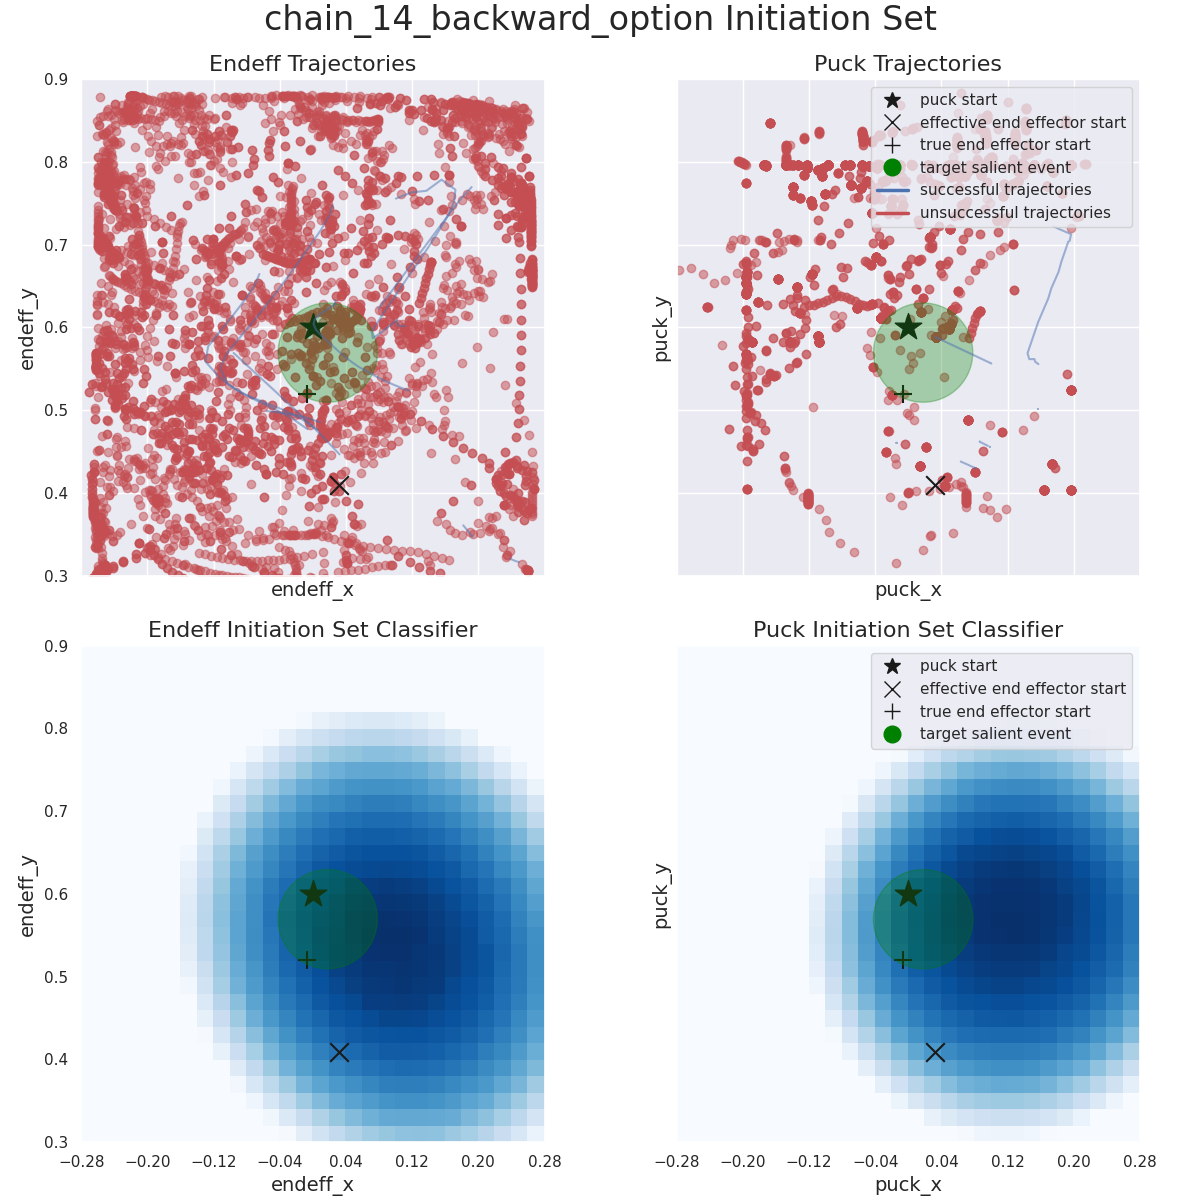 chain_14_backward_option Initiation Set
Endeff Trajectories
0.9
0.8
0.7
0.6
0.5
0.4
0.3
endeff_y
endeff_x
Puck Trajectories
puck start
effective end effector start
true end effector start
target salient event
successful trajectories
unsuccessful trajectories
puck_y
puck_x
Endeff Initiation Set Classifier
0.9
0.8
0.7
0.6
0.5
0.4
0.3
endeff_y
−0.28 −0.20 −0.12 −0.04 0.04 0.12 0.20 0.28
endeff_x
Puck Initiation Set Classifier
puck start
effective end effector start
true end effector start
target salient event
puck_y
−0.28 −0.20 −0.12 −0.04 0.04 0.12 0.20 0.28
puck_x